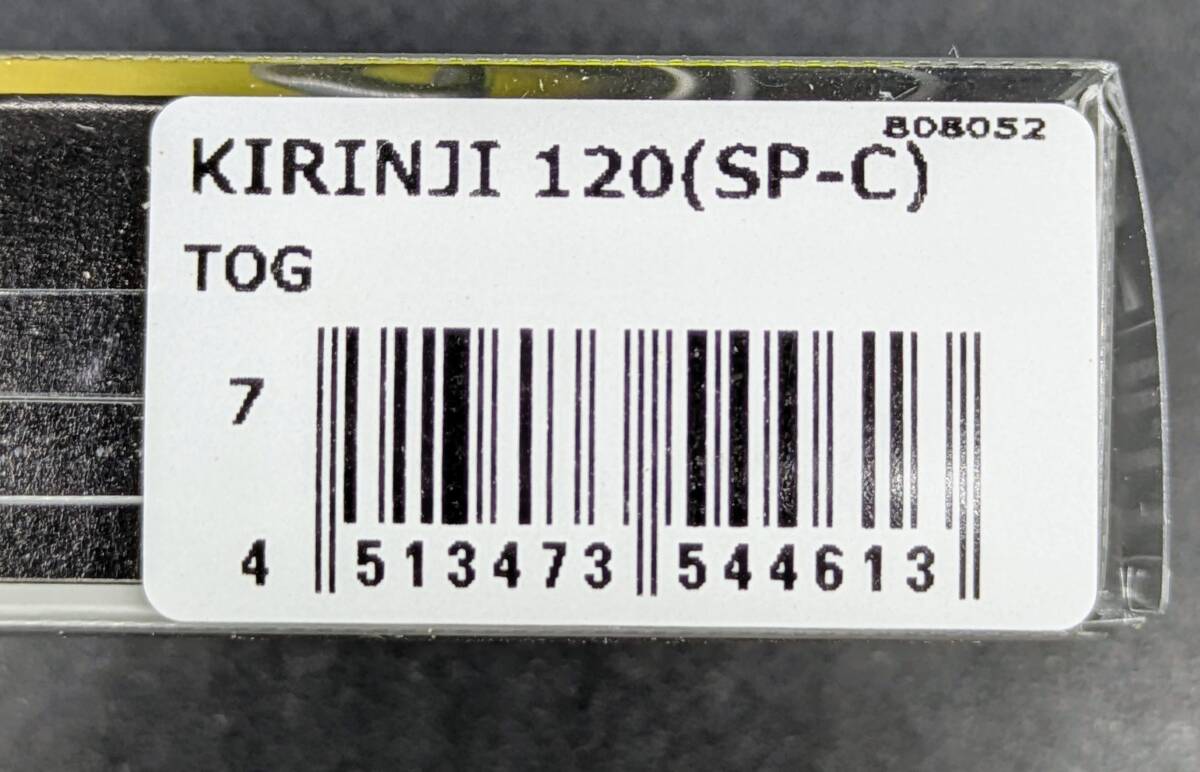 808052
KIRINJI 120(SP-C)
TOG
7
4 513473 544613